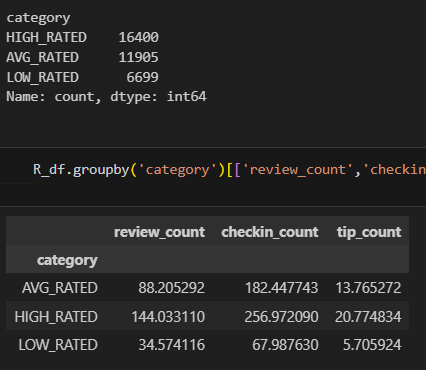 category
HIGH_RATED 16400
AVG_RATED 11905
LOW_RATED 6699
Name: count, dtype: int64
R_df.groupby('category')[['review_count','checkin
review_count checkin_count tip_count
category
AVG_RATED 88.205292 182.447743 13.765272
HIGH_RATED 144.033110 256.972090 20.774834
LOW_RATED 34.574116 67.987630 5.705924